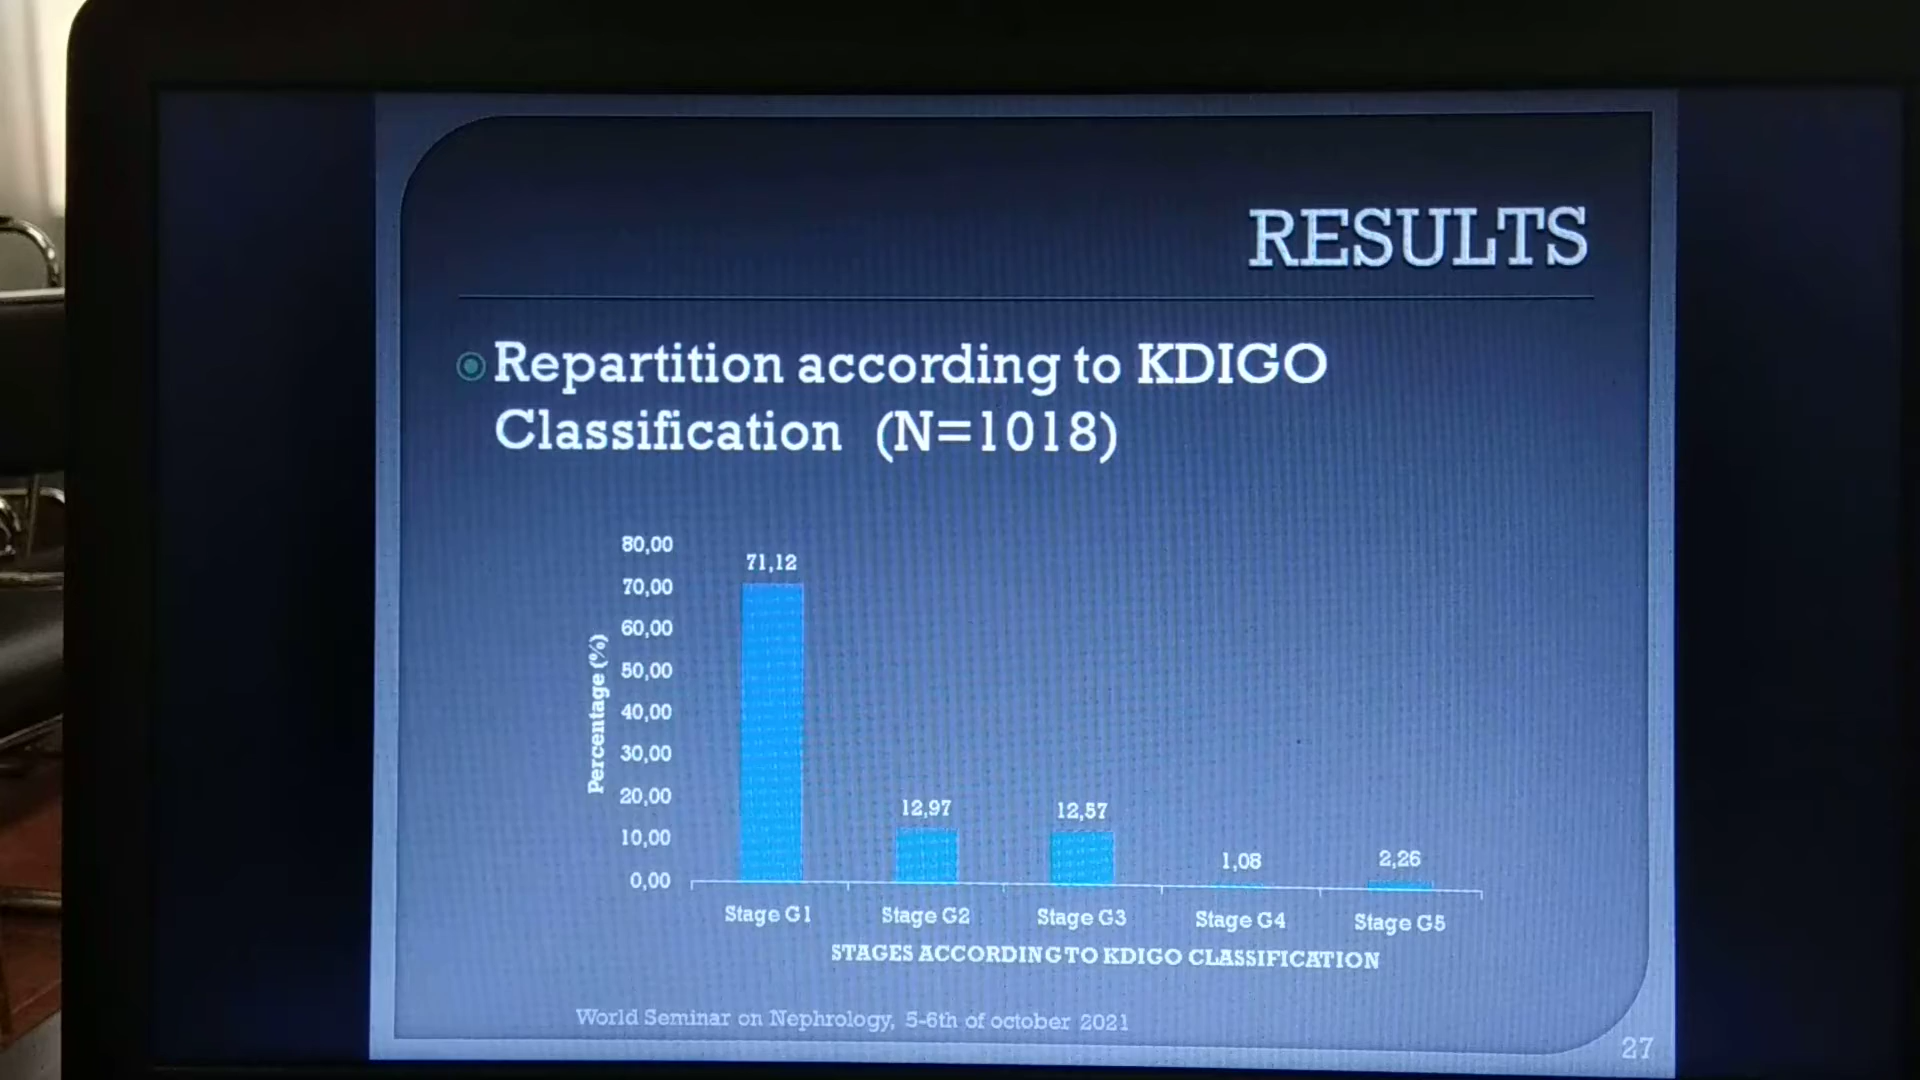 RESULTS
Repartition according to KDIGO
Classification (N=1018)
80,00
70,00
60,00
50,00
40,00
30,00
20,00
10,00
0,00
Percentage (%)
71,12
12,97
12,57
1,08
2,26
Stage G1
Stage G2
Stage G3
Stage G4
Stage G5
STAGES ACCORDING TO KDIGO CLASSIFICATION
World Seminar on Nephrology, 5-6th of october 2021
27